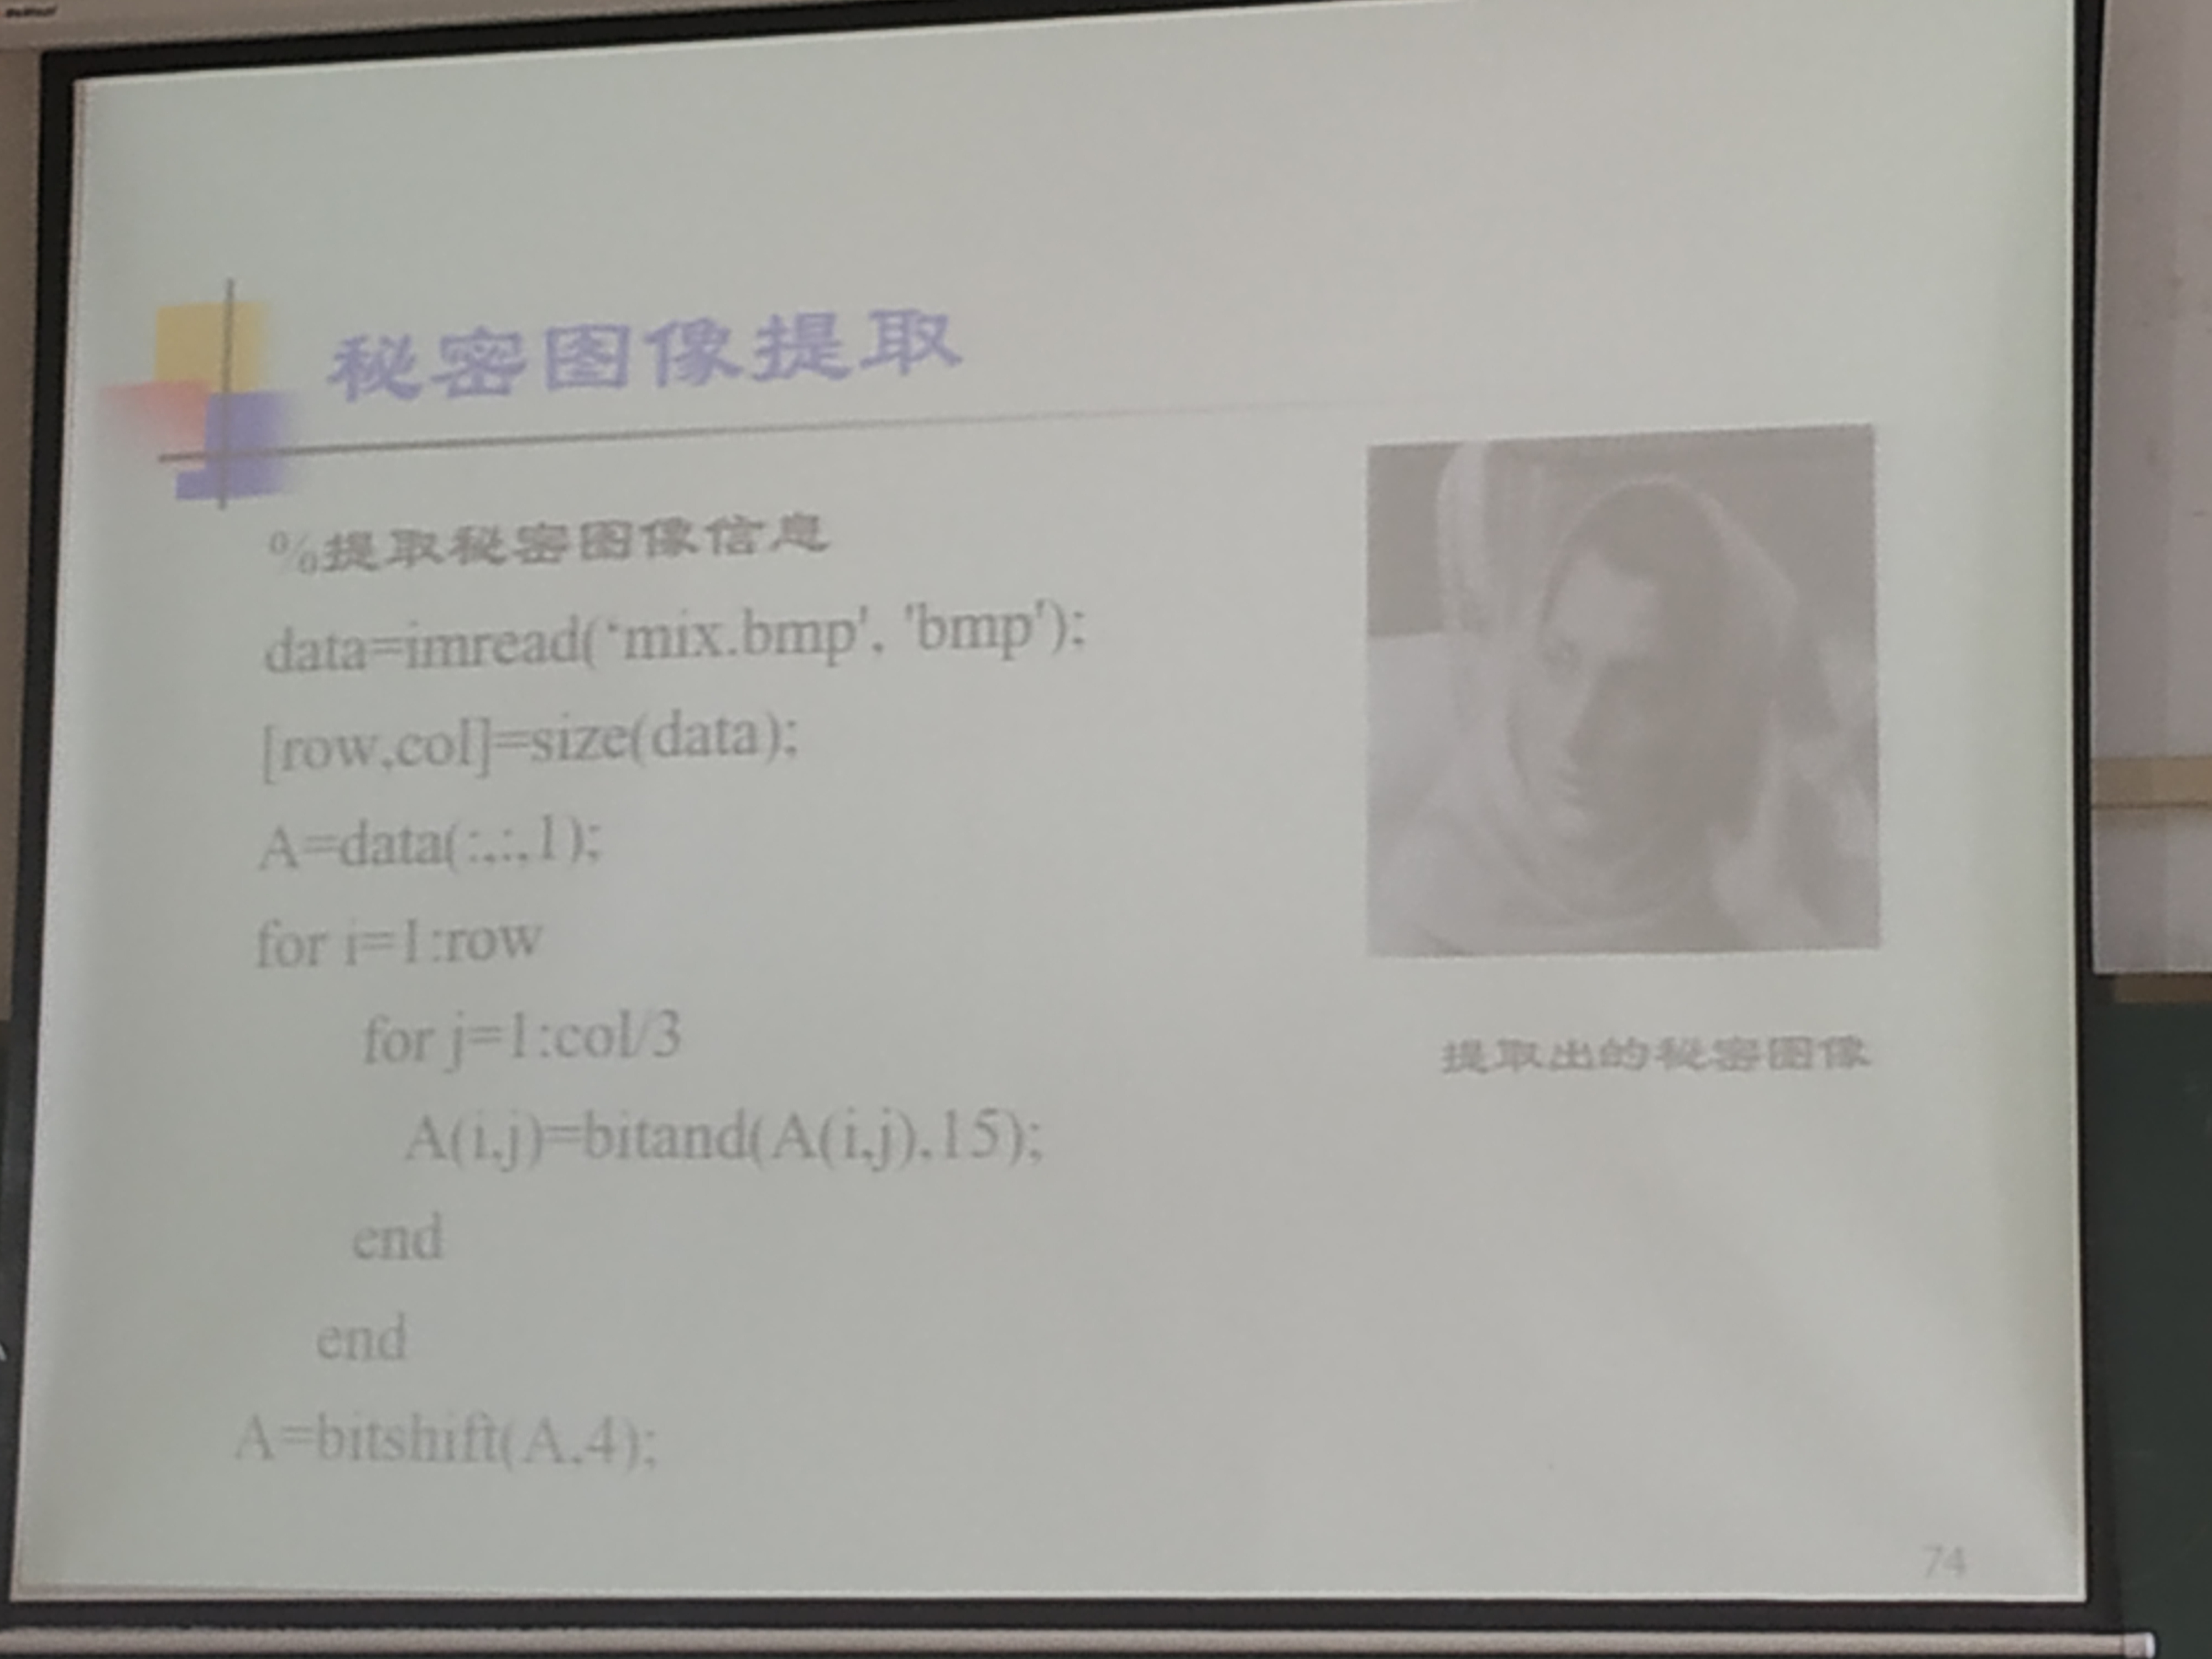 秘密图像提取
%提取秘密图像信息
data=imread(‘mix.bmp', 'bmp');
[row,col]=size(data);
A=data(:,:,1);
for i=1:row
for j=1:col/3
A(i,j)=bitand(A(i,j),15);
end
end
A=bitshift(A,4);
提取出的秘密图像
74